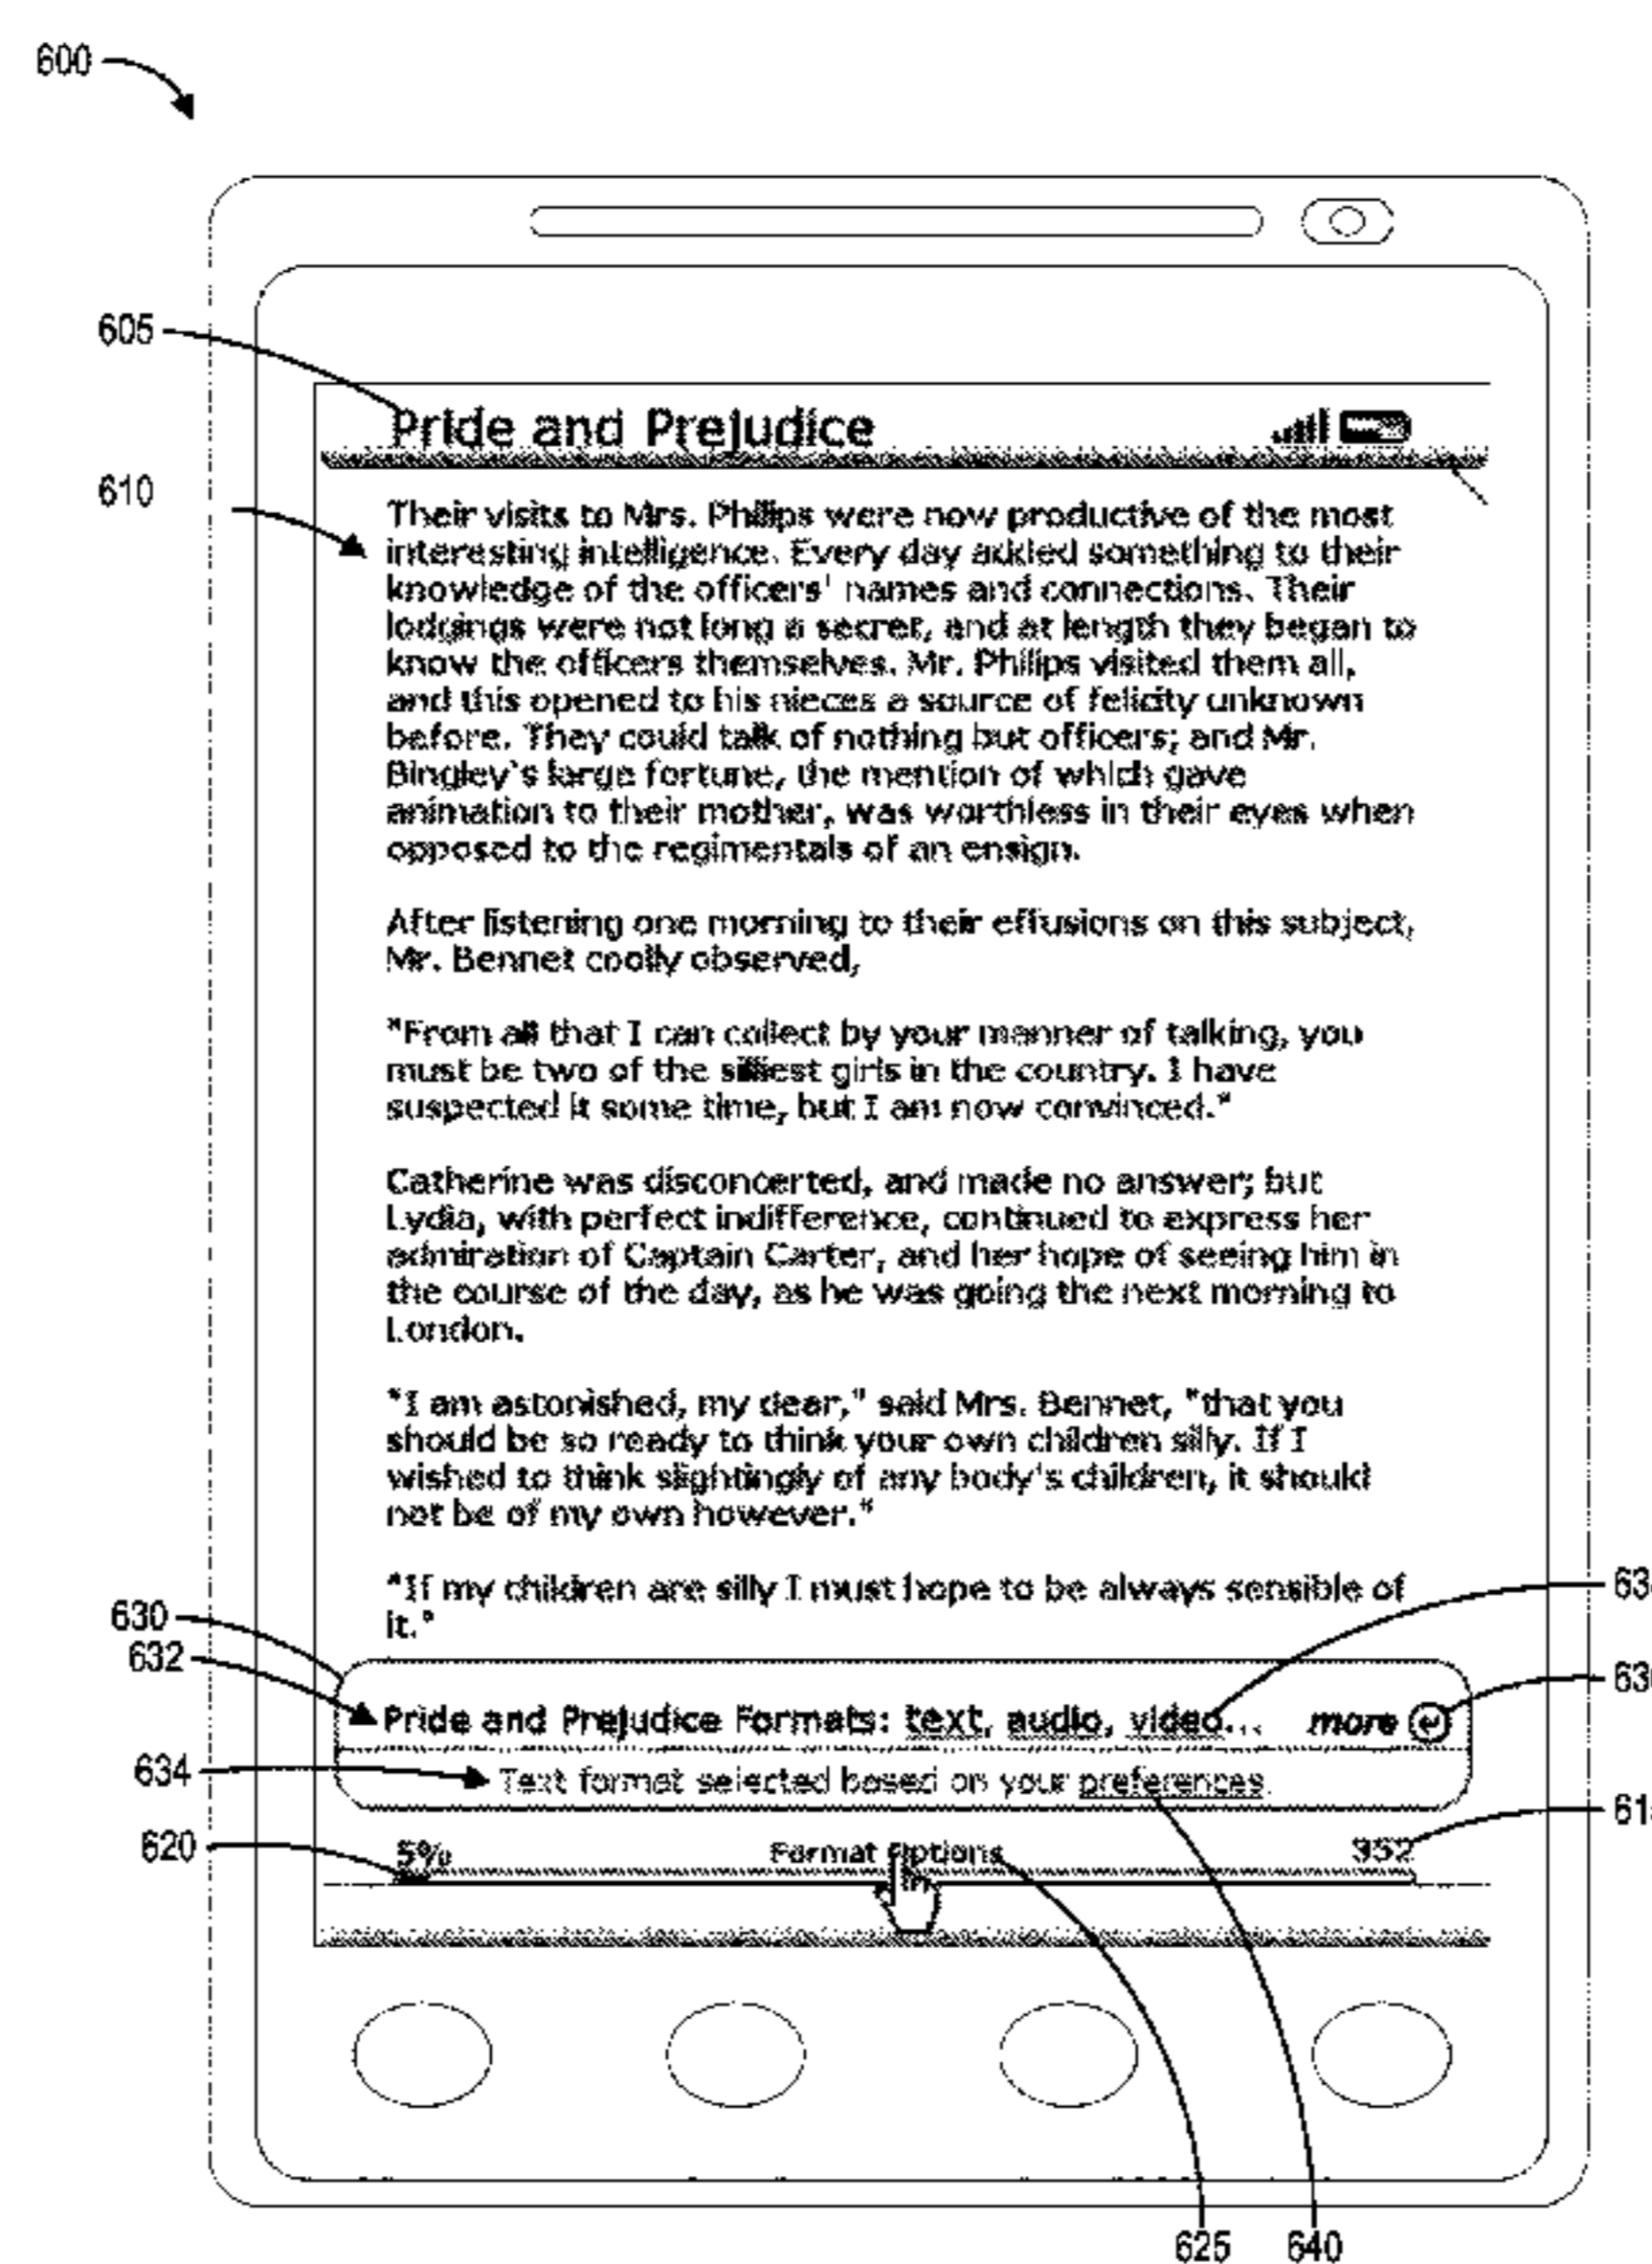 600
605
Pride and Prejudice
610
Their visits to Mrs. Philips were now productive of the most
interesting intelligence. Every day added something to their
knowledge of the officers' names and connections. Their
lodgings were not long a secret, and at length they began to
know the officers themselves. Mr. Philips visited them all,
and this opened to his nieces a source of felicity unknown
before. They could talk of nothing but officers; and Mr.
Bingley's large fortune, the mention of which gave
animation to their mother, was worthless in their eyes when
opposed to the regimentals of an ensign.
After listening one morning to their effusions on this subject,
Mr. Bennet coolly observed,
"From all that I can collect by your manner of talking, you
must be two of the silliest girls in the country. I have
suspected it some time, but I am now convinced."
Catherine was disconcerted, and made no answer; but
Lydia, with perfect indifference, continued to express her
admiration of Captain Carter, and her hope of seeing him in
the course of the day, as he was going the next morning to
London.
"I am astonished, my dear," said Mrs. Bennet, "that you
should be so ready to think your own children silly. If I
wished to think slightingly of any body's children, it should
not be of my own however."
"If my children are silly I must hope to be always sensible of
it."
630
632
Pride and Prejudice Formats: text, audio, video... more
634
Text format selected based on your preferences.
620
5% Format Options 952
625 640